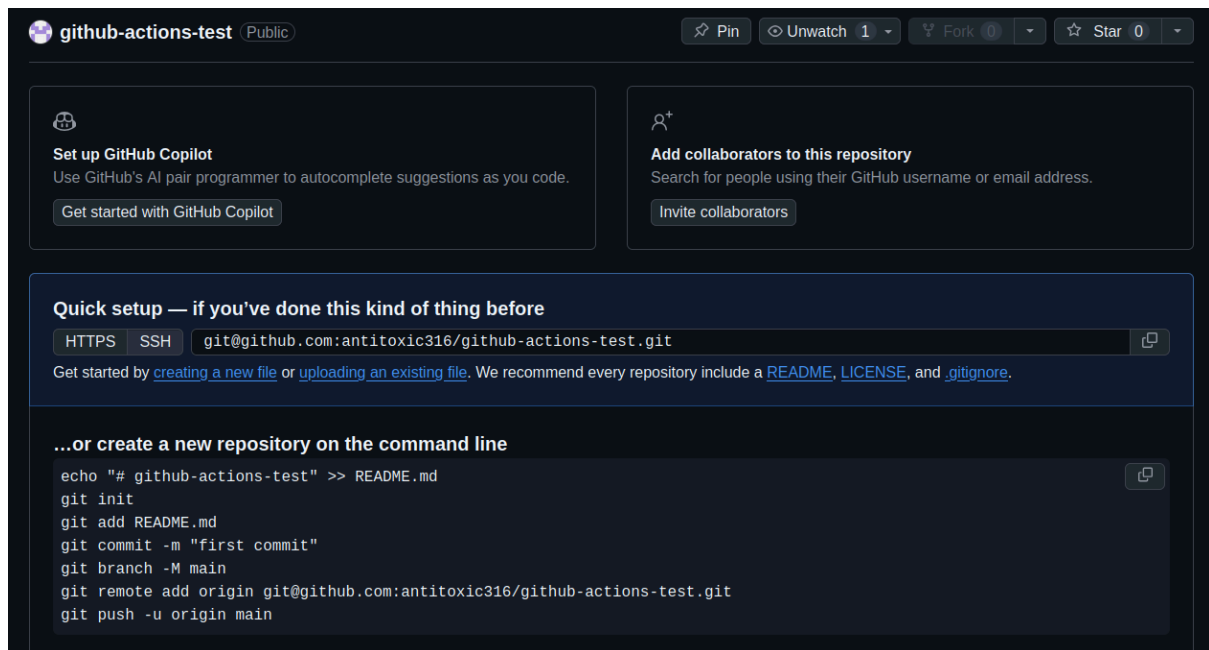 github-actions-test Public
Pin
Unwatch 1
Fork 0
Star 0
Set up GitHub Copilot
Use GitHub's AI pair programmer to autocomplete suggestions as you code.
Get started with GitHub Copilot
Add collaborators to this repository
Search for people using their GitHub username or email address.
Invite collaborators
Quick setup — if you’ve done this kind of thing before
HTTPS SSH git@github.com:antitoxic316/github-actions-test.git
Get started by creating a new file or uploading an existing file. We recommend every repository include a README, LICENSE, and .gitignore.
…or create a new repository on the command line
echo "# github-actions-test" >> README.md
git init
git add README.md
git commit -m "first commit"
git branch -M main
git remote add origin git@github.com:antitoxic316/github-actions-test.git
git push -u origin main